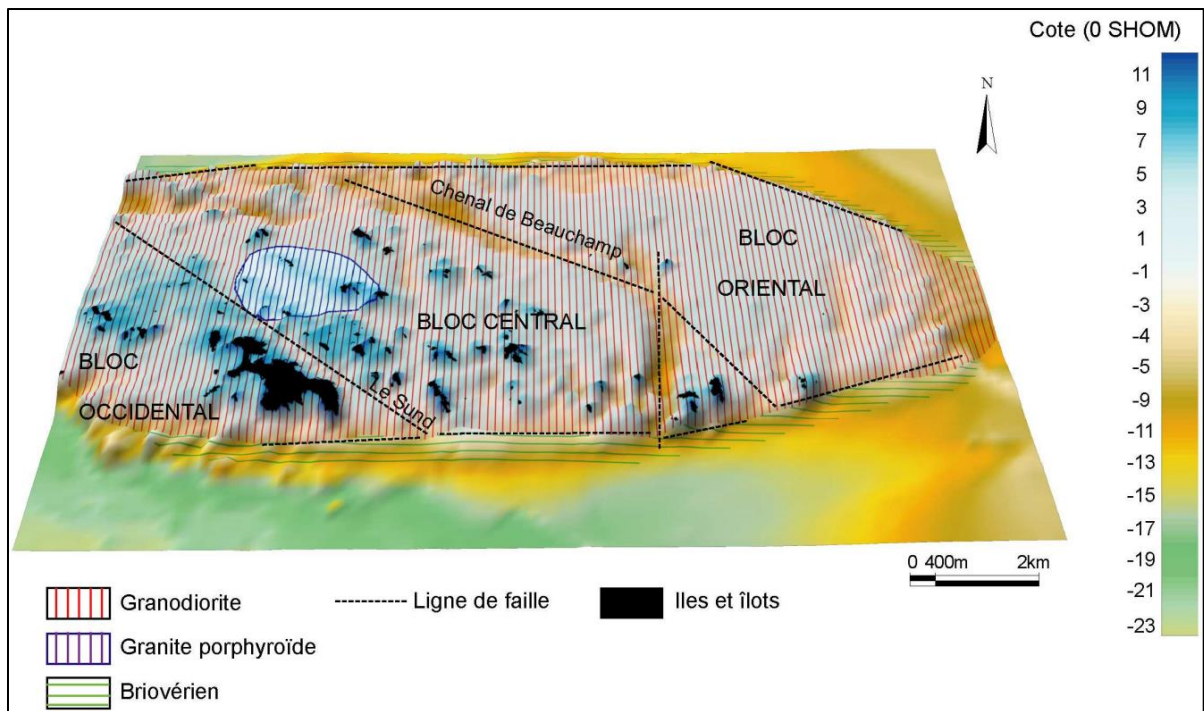 Cote (0 SHOM)
11
9
7
5
3
1
-1
-3
-4
-5
-9
-11
-13
-15
-17
-19
-21
-23
N
Chenal de Beauchamp
BLOC
ORIENTAL
BLOC CENTRAL
BLOC
OCCIDENTAL
Le Sund
0 400m 2km
Granodiorite
Ligne de faille
Iles et îlots
Granite porphyroïde
Briovérien